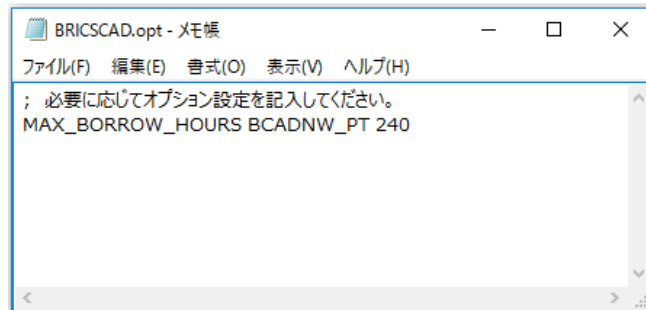 BRICSCAD.opt - メモ帳
ファイル(F) 編集(E) 書式(O) 表示(V) ヘルプ(H)
; 必要に応じてオプション設定を記入してください。
MAX_BORROW_HOURS BCADNW_PT 240